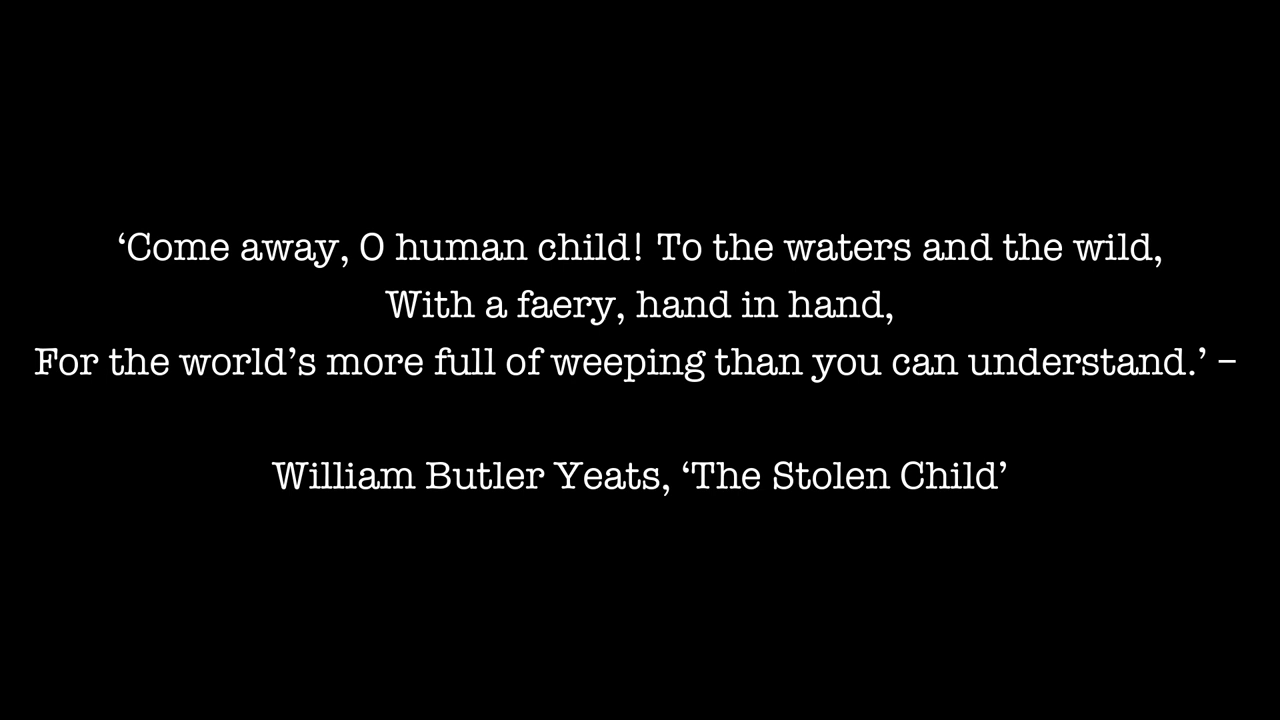 ‘Come away, O human child! To the waters and the wild,
With a faery, hand in hand,
For the world’s more full of weeping than you can understand.’ –
William Butler Yeats, ‘The Stolen Child’